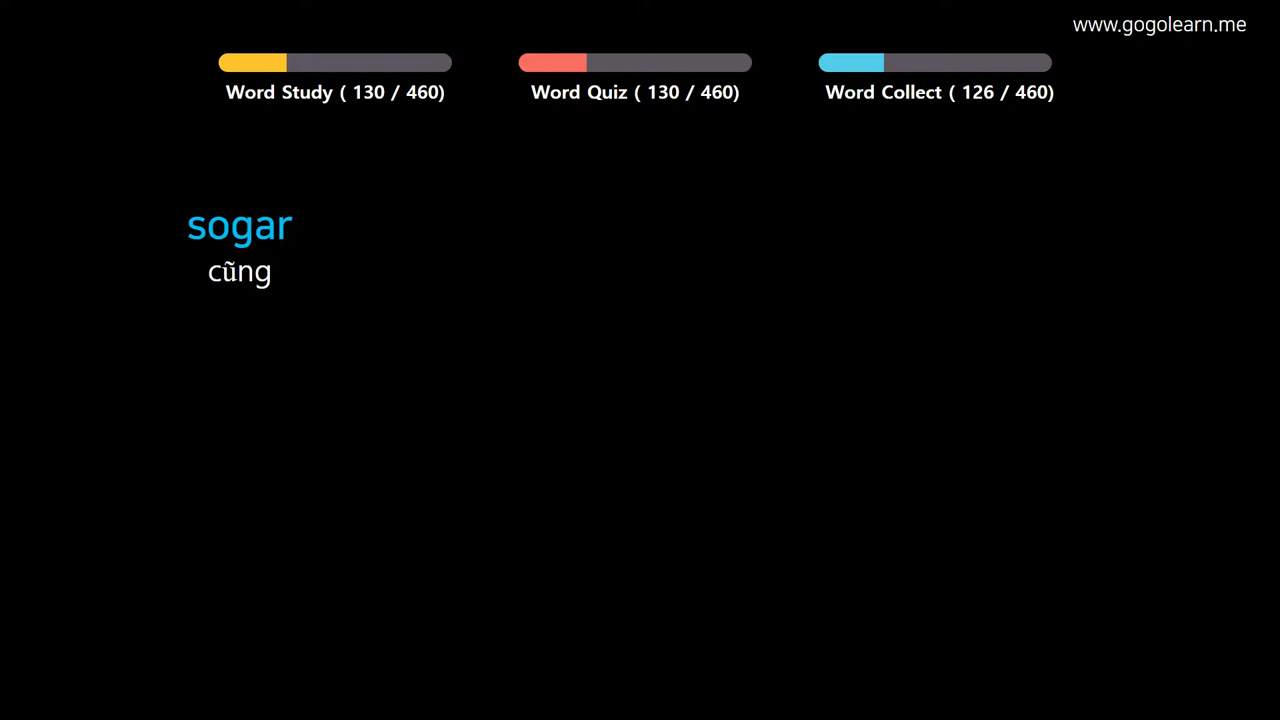 www.gogolearn.me
Word Study ( 130 / 460)
Word Quiz ( 130 / 460)
Word Collect ( 126 / 460)
sogar
cũng